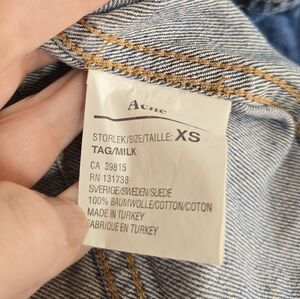 Acne
STORLEK/SIZE/TAILLE: XS
TAG/MILK
CA 39815
RN 131738
SVERIGE/SWEDEN/SUEDE
100% BAUMWOLLE/COTTON/COTON
MADE IN TURKEY
FABRIQUE EN TURKEY